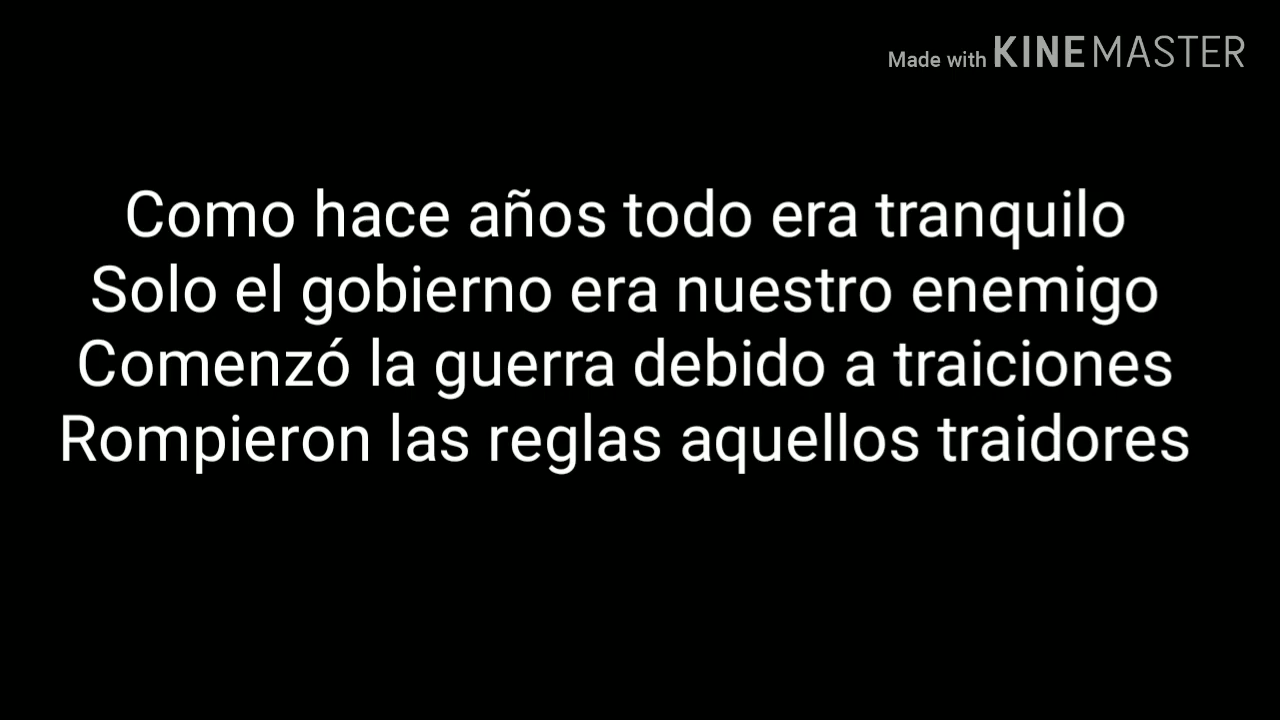 Made with KINEMASTER
Como hace años todo era tranquilo
Solo el gobierno era nuestro enemigo
Comenzó la guerra debido a traiciones
Rompieron las reglas aquellos traidores